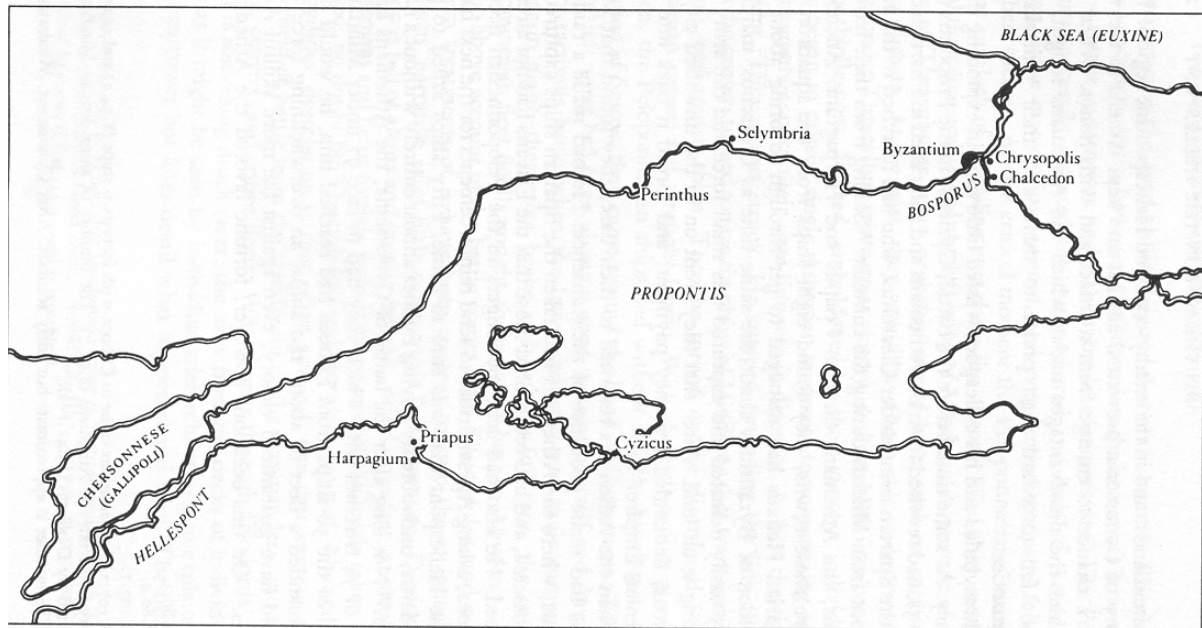 BLACK SEA (EUXINE)
Selymbria
Byzantium
Chrysopolis
Chalcedon
BOSPORUS
Perinthus
PROPONTIS
CHERSONNESE
(GALLIPOLI)
HELLESPONT
Priapus
Harpagium
Cyzicus